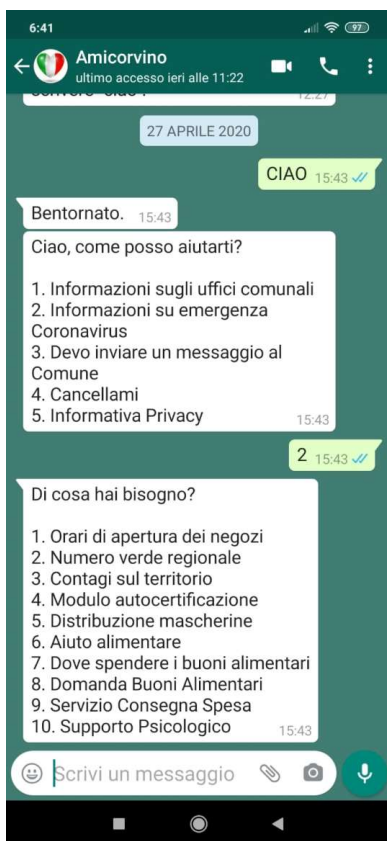 6:41
97
Amicorvino
ultimo accesso ieri alle 11:22
12:27
27 APRILE 2020
CIAO 15:43
Bentornato. 15:43
Ciao, come posso aiutarti?
1. Informazioni sugli uffici comunali
2. Informazioni su emergenza
Coronavirus
3. Devo inviare un messaggio al
Comune
4. Cancellami
5. Informativa Privacy 15:43
2 15:43
Di cosa hai bisogno?
1. Orari di apertura dei negozi
2. Numero verde regionale
3. Contagi sul territorio
4. Modulo autocertificazione
5. Distribuzione mascherine
6. Aiuto alimentare
7. Dove spendere i buoni alimentari
8. Domanda Buoni Alimentari
9. Servizio Consegna Spesa
10. Supporto Psicologico 15:43
Scrivi un messaggio